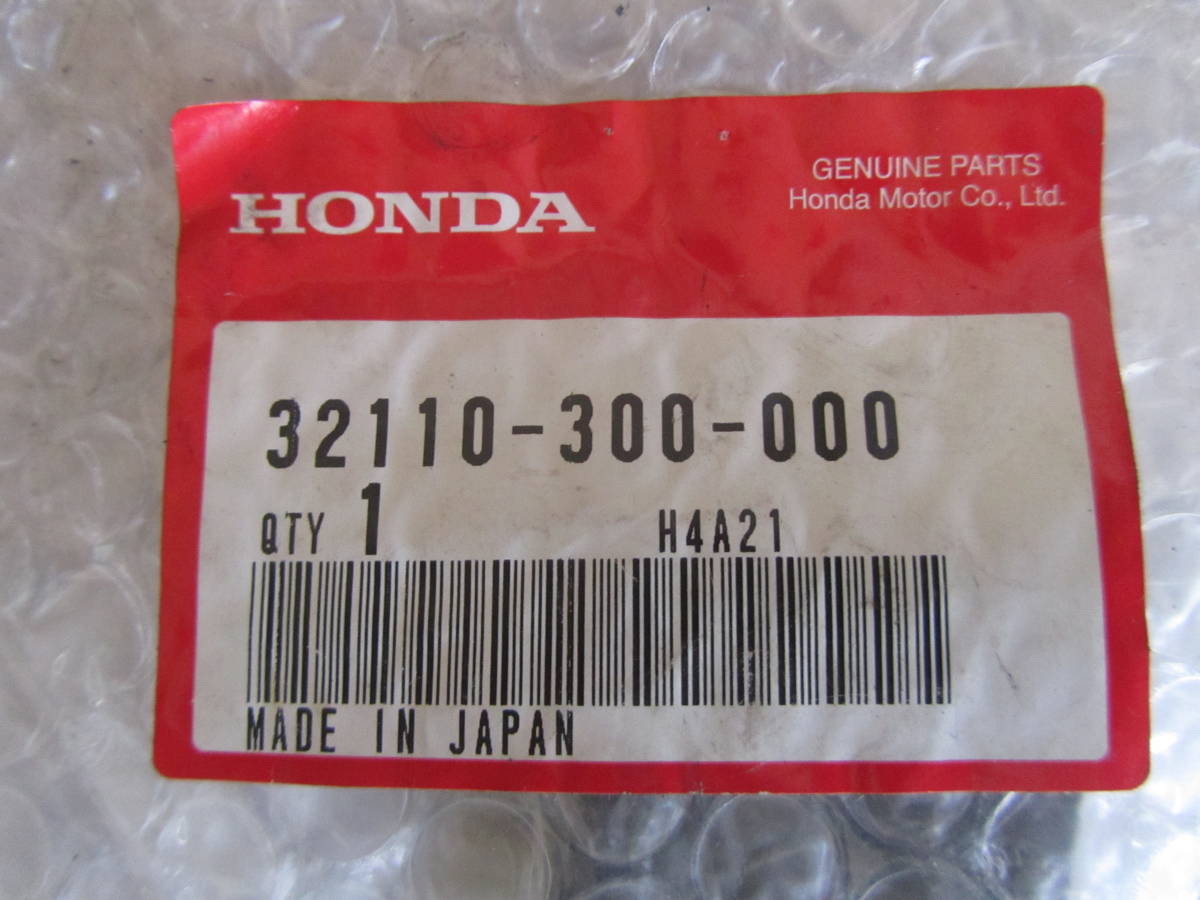 HONDA
GENUINE PARTS
Honda Motor Co., Ltd.
32110-300-000
QTY 1 H4A21
MADE IN JAPAN